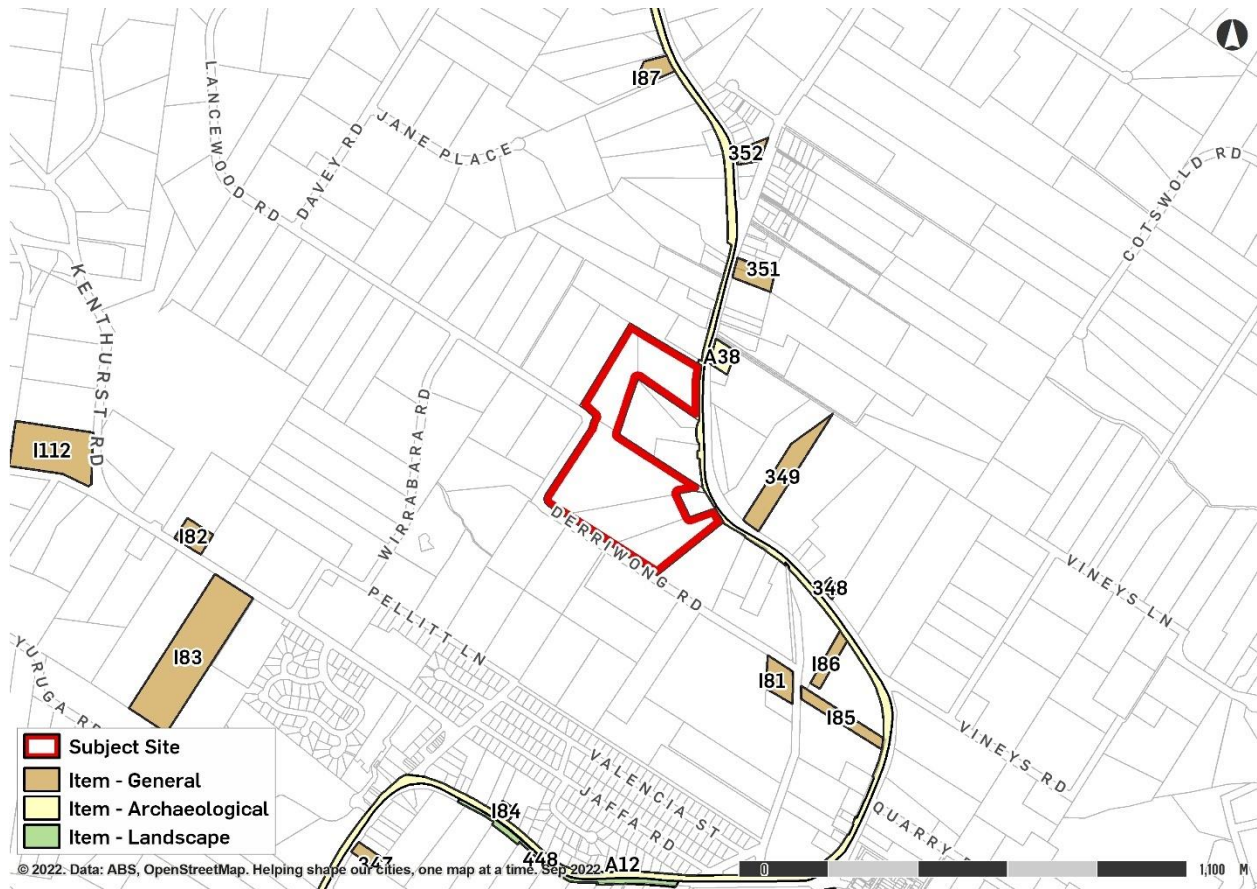 I87
LANCEWOOD RD
DAVEY RD
JANE PLACE
352
COTSWOLD RD
KENTHURST RD
351
A38
WIRRABARA RD
I112
349
I82
DERRIWONG RD
VINEYS LN
348
PELLITT LN
I83
I86
I81
YURUGA RD
I85
VINEYS RD
VALENCIA ST
JAFFA RD
QUARRY
I84
448
A12
347
Subject Site
Item - General
Item - Archaeological
Item - Landscape
© 2022. Data: ABS, OpenStreetMap. Helping shape our cities, one map at a time. Sep 2022.
0 1,100 M